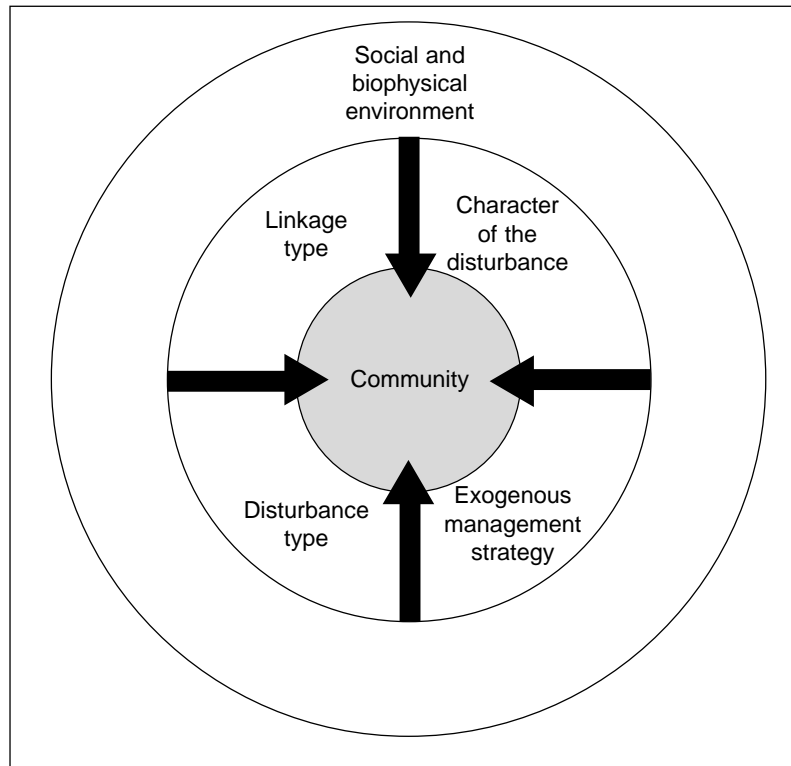 Social and
biophysical
environment
Linkage
type
Character
of the
disturbance
Community
Disturbance
type
Exogenous
management
strategy